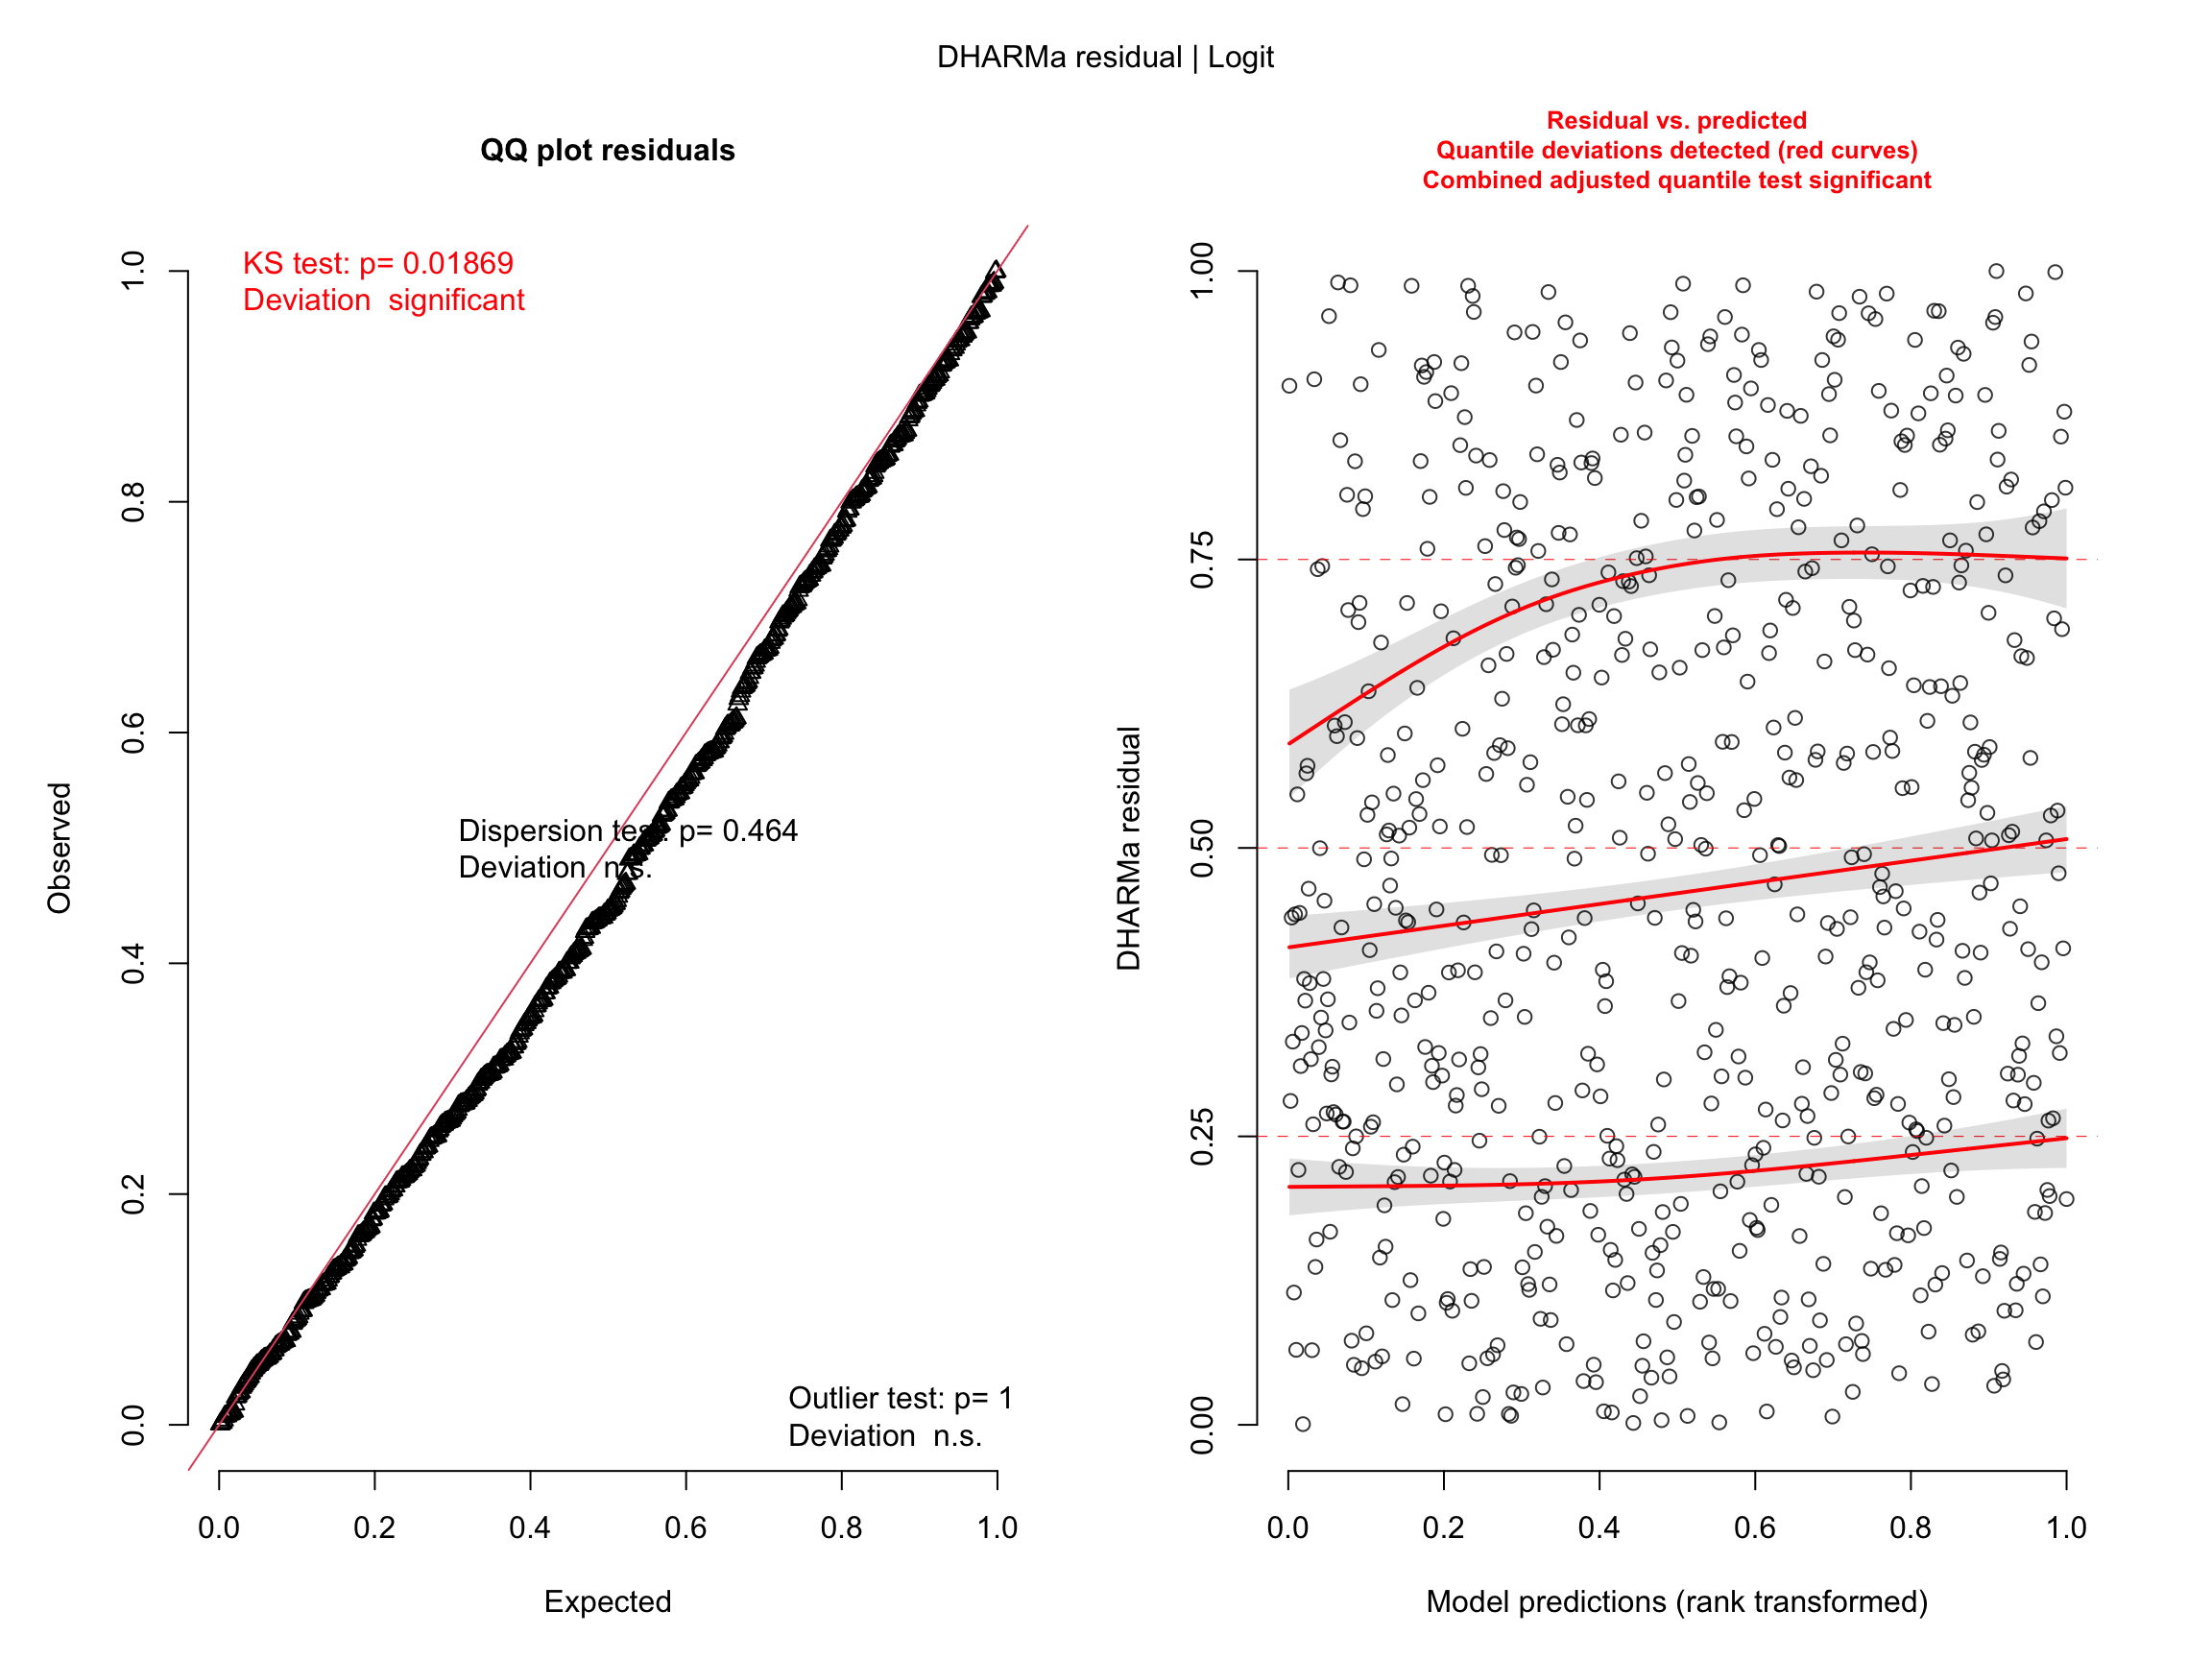 DHARMa residual | Logit
QQ plot residuals
KS test: p= 0.01869
Deviation  significant
Dispersion test: p= 0.464
Deviation  n.s.
Outlier test: p= 1
Deviation  n.s.
Observed
0.0
0.2
0.4
0.6
0.8
1.0
0.0 0.2 0.4 0.6 0.8 1.0
Expected
Residual vs. predicted
Quantile deviations detected (red curves)
Combined adjusted quantile test significant
DHARMa residual
0.00
0.25
0.50
0.75
1.00
0.0 0.2 0.4 0.6 0.8 1.0
Model predictions (rank transformed)